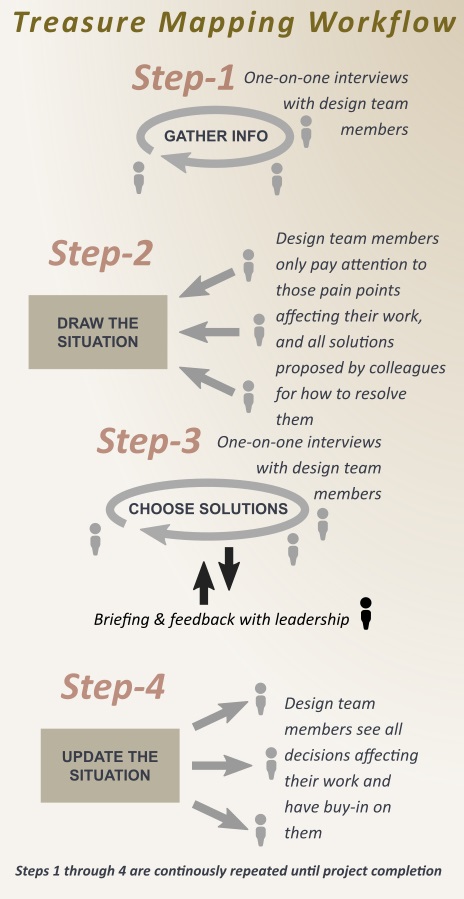 Treasure Mapping Workflow
Step-1
One-on-one interviews
with design team
members
GATHER INFO
Step-2
Design team members
only pay attention to
those pain points
affecting their work,
and all solutions
proposed by colleagues
for how to resolve
them
DRAW THE
SITUATION
Step-3
One-on-one interviews
with design team
members
CHOOSE SOLUTIONS
Briefing & feedback with leadership
Step-4
Design team
members see all
decisions affecting
their work and
have buy-in on
them
UPDATE THE
SITUATION
Steps 1 through 4 are continously repeated until project completion